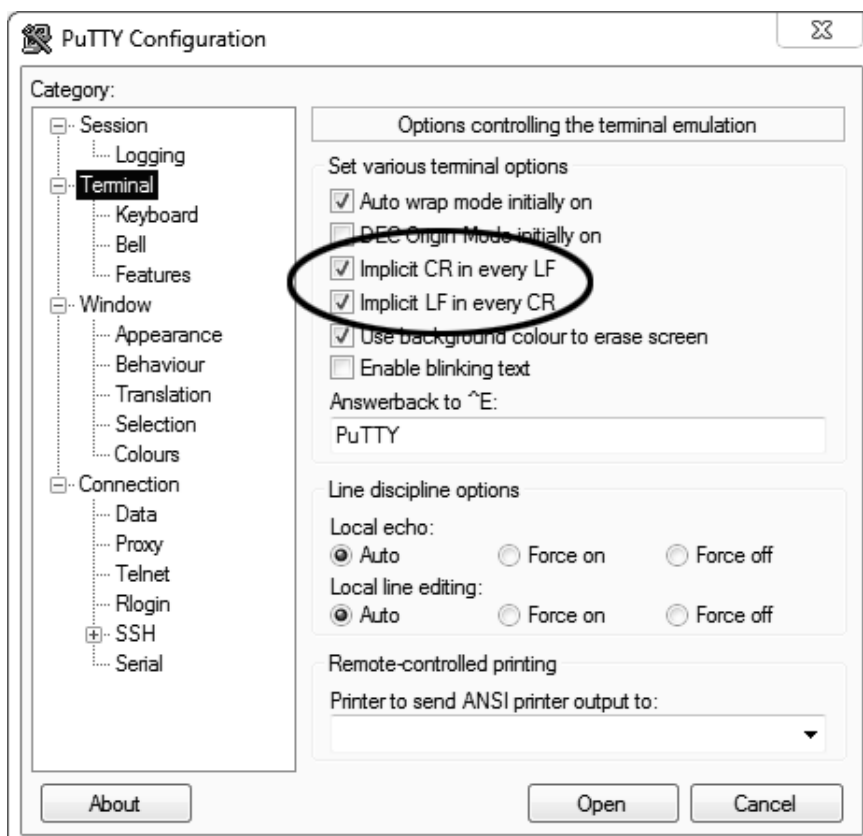 PuTTY Configuration
Category:
Session
Logging
Terminal
Keyboard
Bell
Features
Window
Appearance
Behaviour
Translation
Selection
Colours
Connection
Data
Proxy
Telnet
Rlogin
SSH
Serial
Options controlling the terminal emulation
Set various terminal options
Auto wrap mode initially on
DEC Origin Mode initially on
Implicit CR in every LF
Implicit LF in every CR
Use background colour to erase screen
Enable blinking text
Answerback to ^E:
PuTTY
Line discipline options
Local echo:
Auto Force on Force off
Local line editing:
Auto Force on Force off
Remote-controlled printing
Printer to send ANSI printer output to:
About Open Cancel